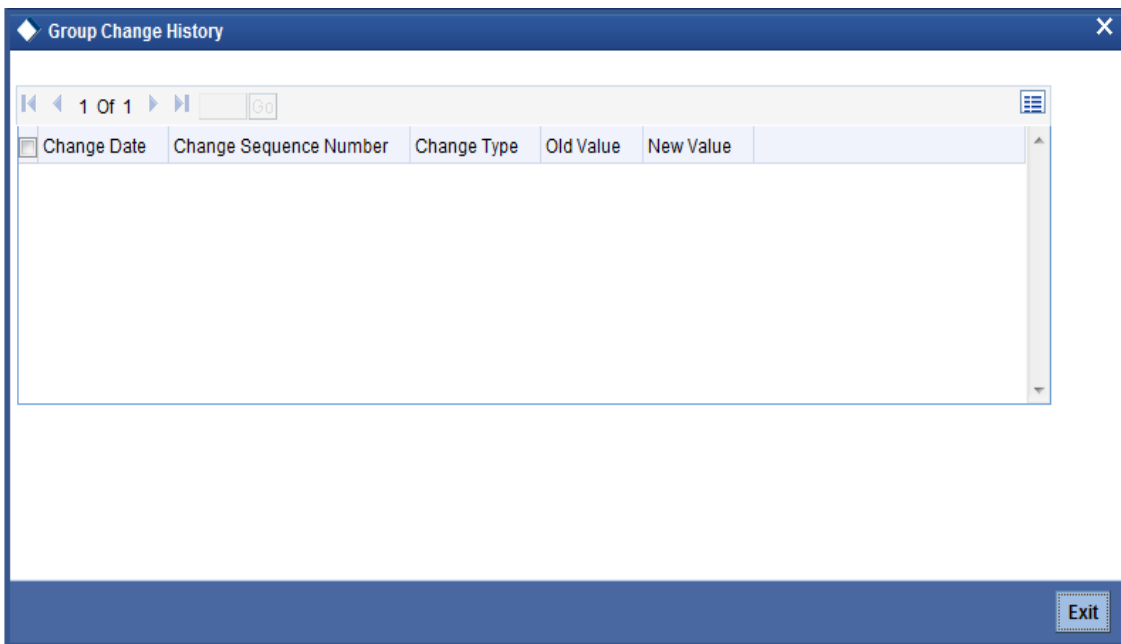 Group Change History
1 Of 1 Go
Change Date Change Sequence Number Change Type Old Value New Value
Exit